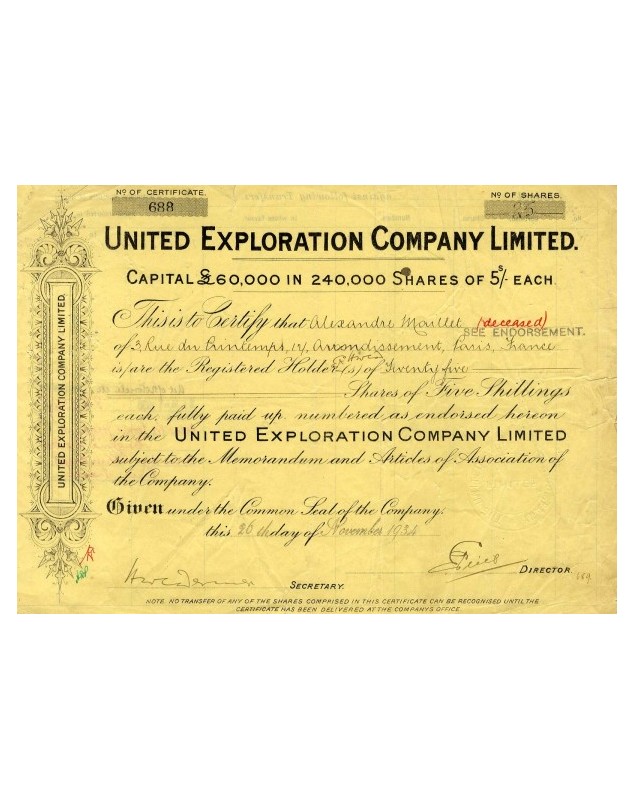 Nº OF CERTIFICATE.
688
Nº OF SHARES.
25
UNITED EXPLORATION COMPANY LIMITED.
CAPITAL £60,000 IN 240,000 SHARES OF 5s/- EACH.
This is to Certify that Alexandre Maillet (deceased)
SEE ENDORSEMENT.
of 3, Rue du Printemps, 17 Arrondissement, Paris, France
is/are the Registered Holder(s) of Twenty five
Shares of Five Shillings
each, fully paid up numbered as endorsed hereon
in the UNITED EXPLORATION COMPANY LIMITED
subject to the Memorandum and Articles of Association of
the Company.
Given under the Common Seal of the Company.
this 26th day of November 1934
DIRECTOR.
SECRETARY.
NOTE. NO TRANSFER OF ANY OF THE SHARES COMPRISED IN THIS CERTIFICATE CAN BE RECOGNISED UNTIL THE
CERTIFICATE HAS BEEN DELIVERED AT THE COMPANYS OFFICE.
UNITED EXPLORATION COMPANY LIMITED.